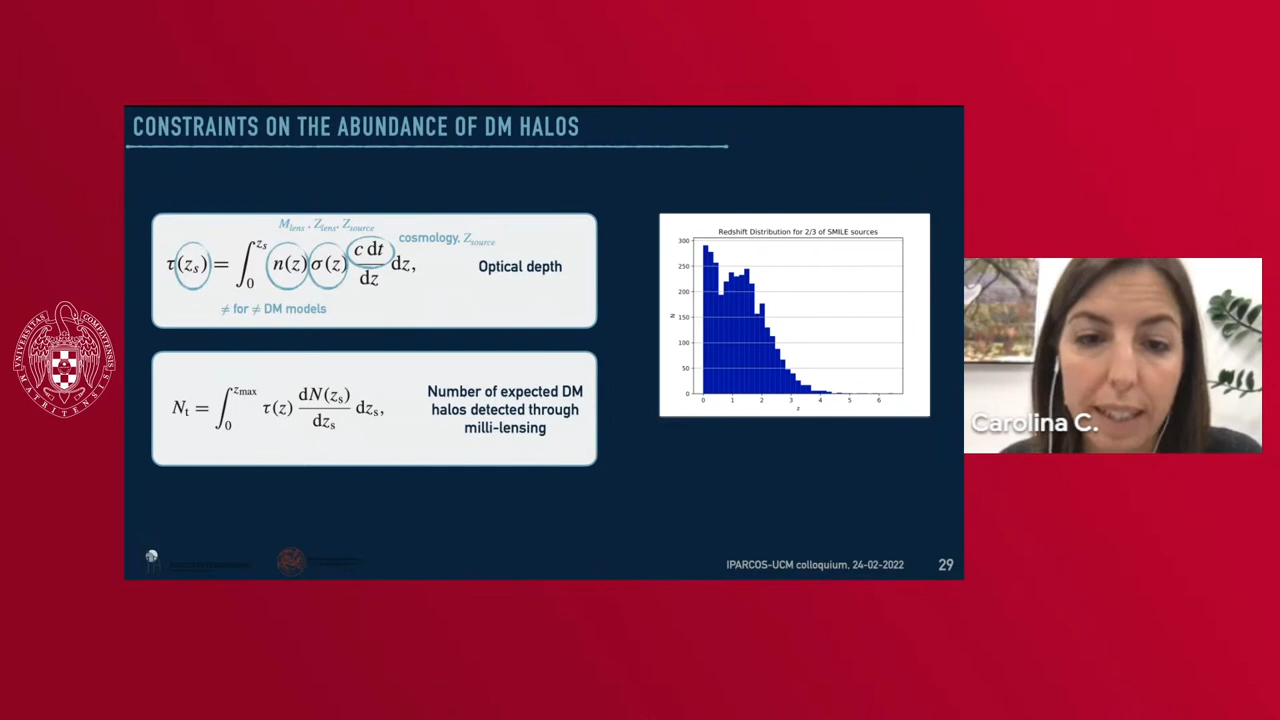 CONSTRAINTS ON THE ABUNDANCE OF DM HALOS
M_lens , Z_lens, Z_source
cosmology, Z_source
τ(z_s) = ∫_0^{z_s} n(z) σ(z) (c dt/dz) dz,
Optical depth
≠ for ≠ DM models
N_t = ∫_0^{z_max} τ(z) (dN(z_s)/dz_s) dz_s,
Number of expected DM
halos detected through
milli-lensing
Redshift Distribution for 2/3 of SMILE sources
300
250
200
150
100
50
0
N
0 1 2 3 4 5 6
z
Carolina C.
IPARCOS-UCM colloquium, 24-02-2022
29
VNIVERSITAS COMPLVTENSIS
MATRITENSIS